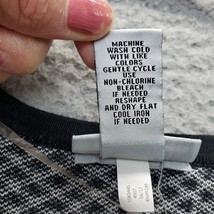 MACHINE
WASH COLD
WITH LIKE
COLORS
GENTLE CYCLE
USE
NON-CHLORINE
BLEACH
IF NEEDED
RESHAPE
AND DRY FLAT
COOL IRON
IF NEEDED